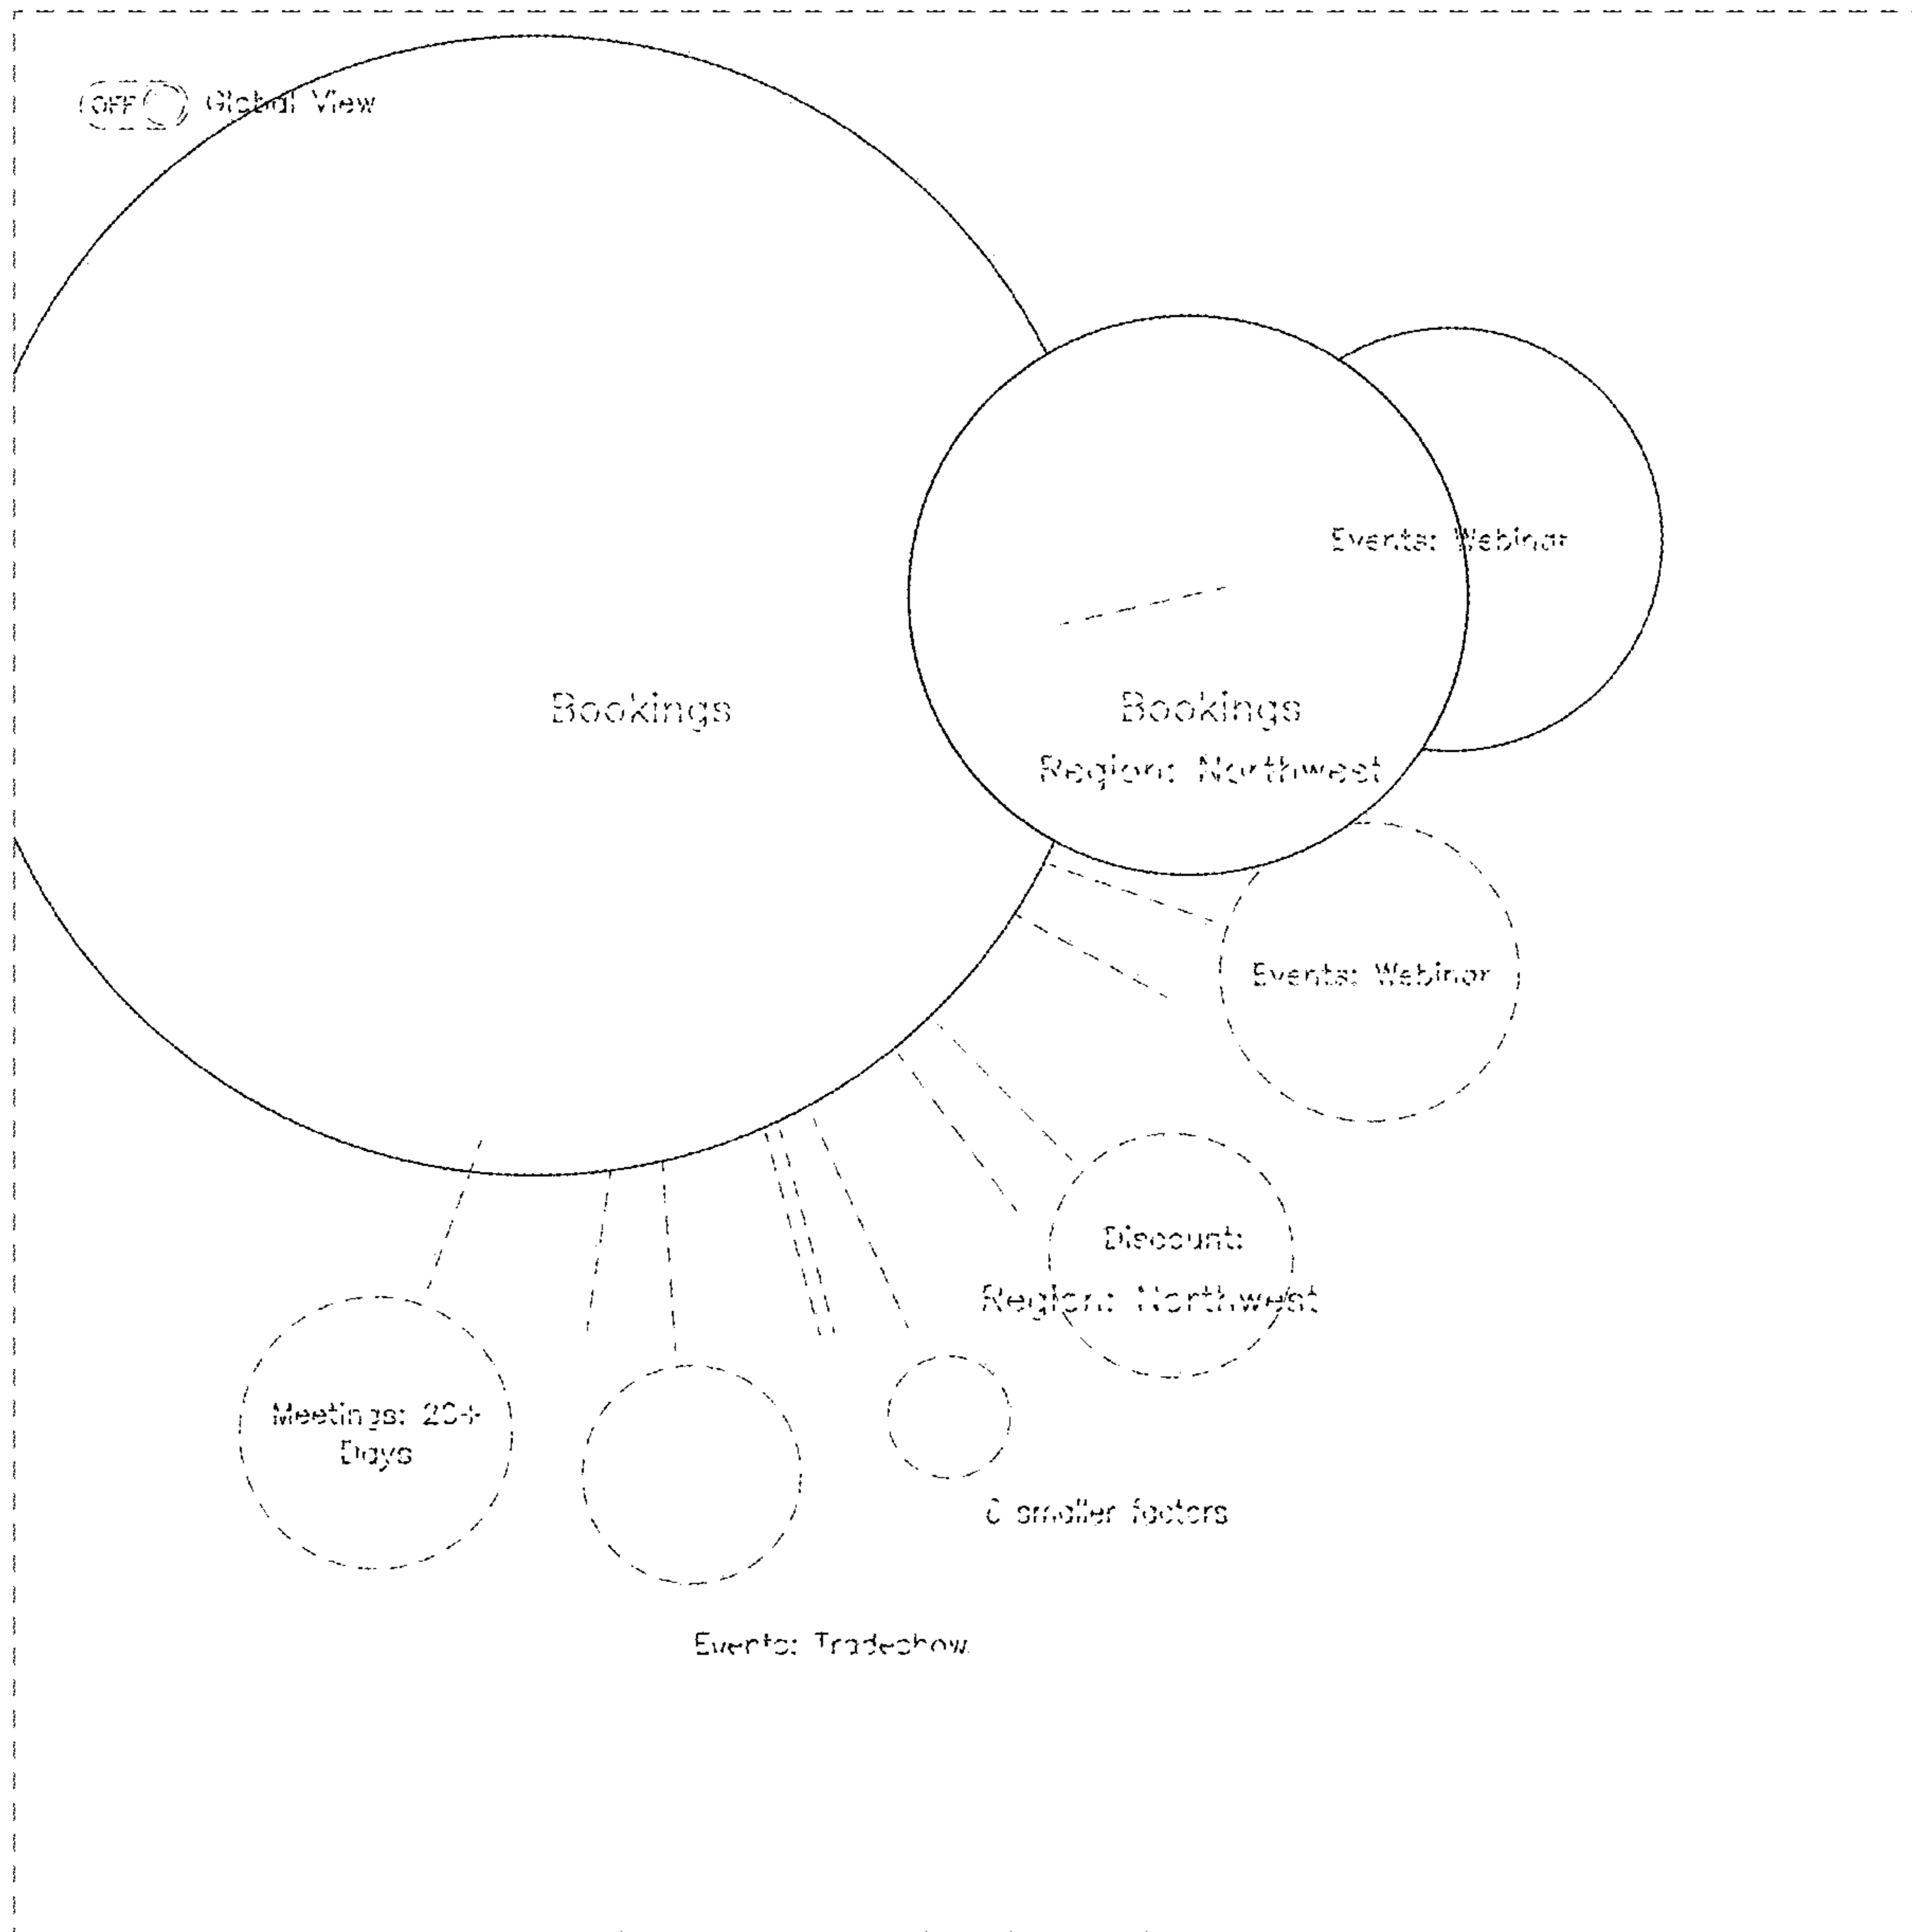 OFF Global View
Events: Webinar
Bookings
Bookings
Region: Northwest
Events: Webinar
Discount:
Region: Northwest
Meetings: 20+
Days
smaller factors
Events: Tradeshow